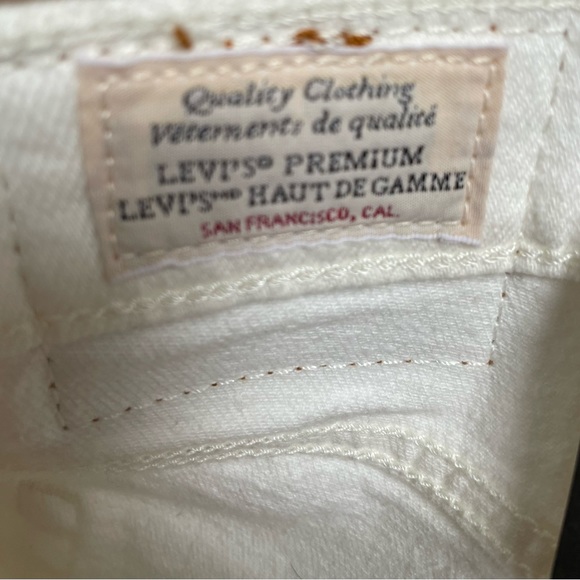 Quality Clothing
Vêtements de qualité
LEVI'S® PREMIUM
LEVI'S^MD HAUT DE GAMME
SAN FRANCISCO, CAL.